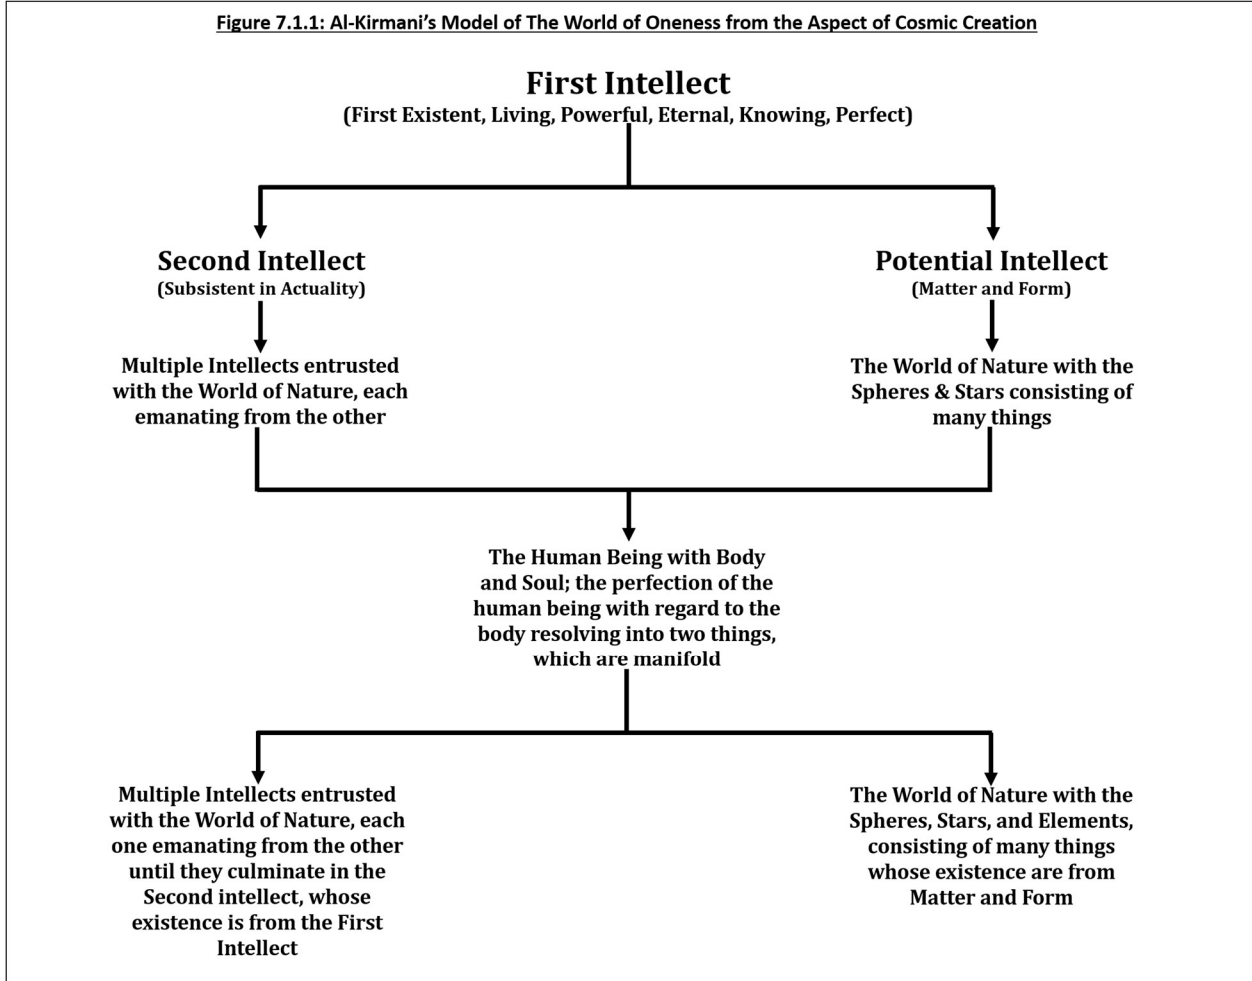 Figure 7.1.1: Al-Kirmani’s Model of The World of Oneness from the Aspect of Cosmic Creation
First Intellect
(First Existent, Living, Powerful, Eternal, Knowing, Perfect)
Second Intellect
(Subsistent in Actuality)
Multiple Intellects entrusted
with the World of Nature, each
emanating from the other
Potential Intellect
(Matter and Form)
The World of Nature with the
Spheres & Stars consisting of
many things
The Human Being with Body
and Soul; the perfection of the
human being with regard to the
body resolving into two things,
which are manifold
Multiple Intellects entrusted
with the World of Nature, each
one emanating from the other
until they culminate in the
Second intellect, whose
existence is from the First
Intellect
The World of Nature with the
Spheres, Stars, and Elements,
consisting of many things
whose existence are from
Matter and Form